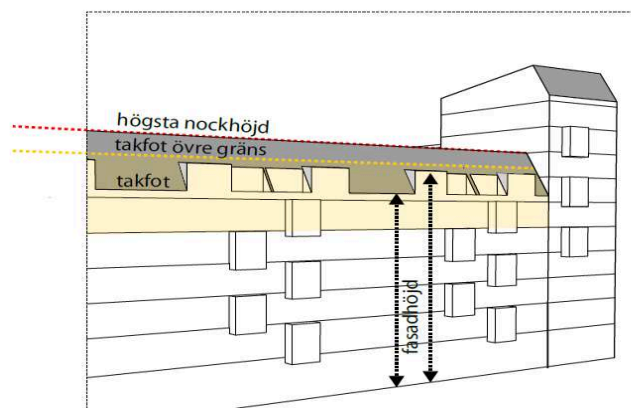 högsta nockhöjd
takfot övre gräns
takfot
fasadhöjd